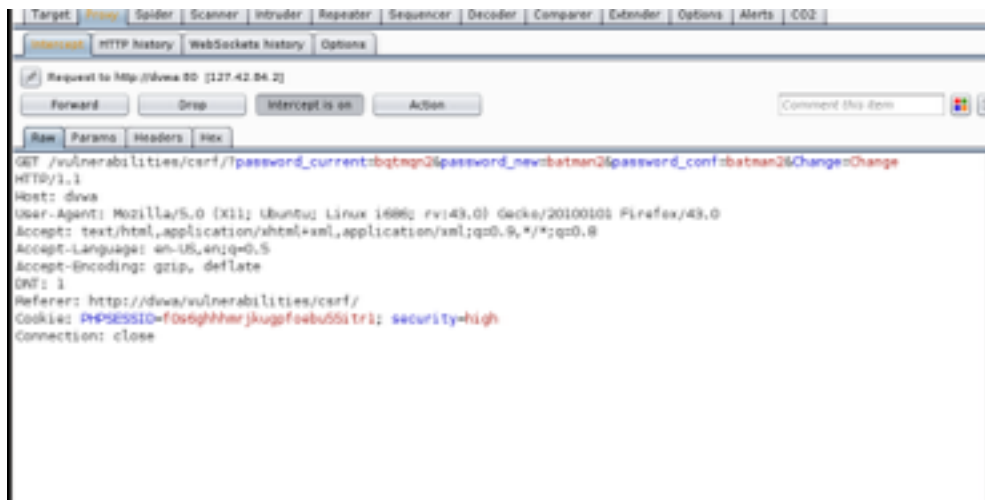 Target Proxy Spider Scanner Intruder Repeater Sequencer Decoder Comparer Extender Options Alerts CO2
Intercept HTTP history WebSockets history Options
Request to http://dvwa:80 [127.42.84.2]
Forward Drop Intercept is on Action Comment this item
Raw Params Headers Hex
GET /vulnerabilities/csrf/?password_current=bqtmqn2&password_new=batman2&password_conf=batman2&Change=Change
HTTP/1.1
Host: dvwa
User-Agent: Mozilla/5.0 (X11; Ubuntu; Linux i686; rv:43.0) Gecko/20100101 Firefox/43.0
Accept: text/html,application/xhtml+xml,application/xml;q=0.9,*/*;q=0.8
Accept-Language: en-US,en;q=0.5
Accept-Encoding: gzip, deflate
DNT: 1
Referer: http://dvwa/vulnerabilities/csrf/
Cookie: PHPSESSID=f0s6ghhhmrjkugpfoebu55itr1; security=high
Connection: close